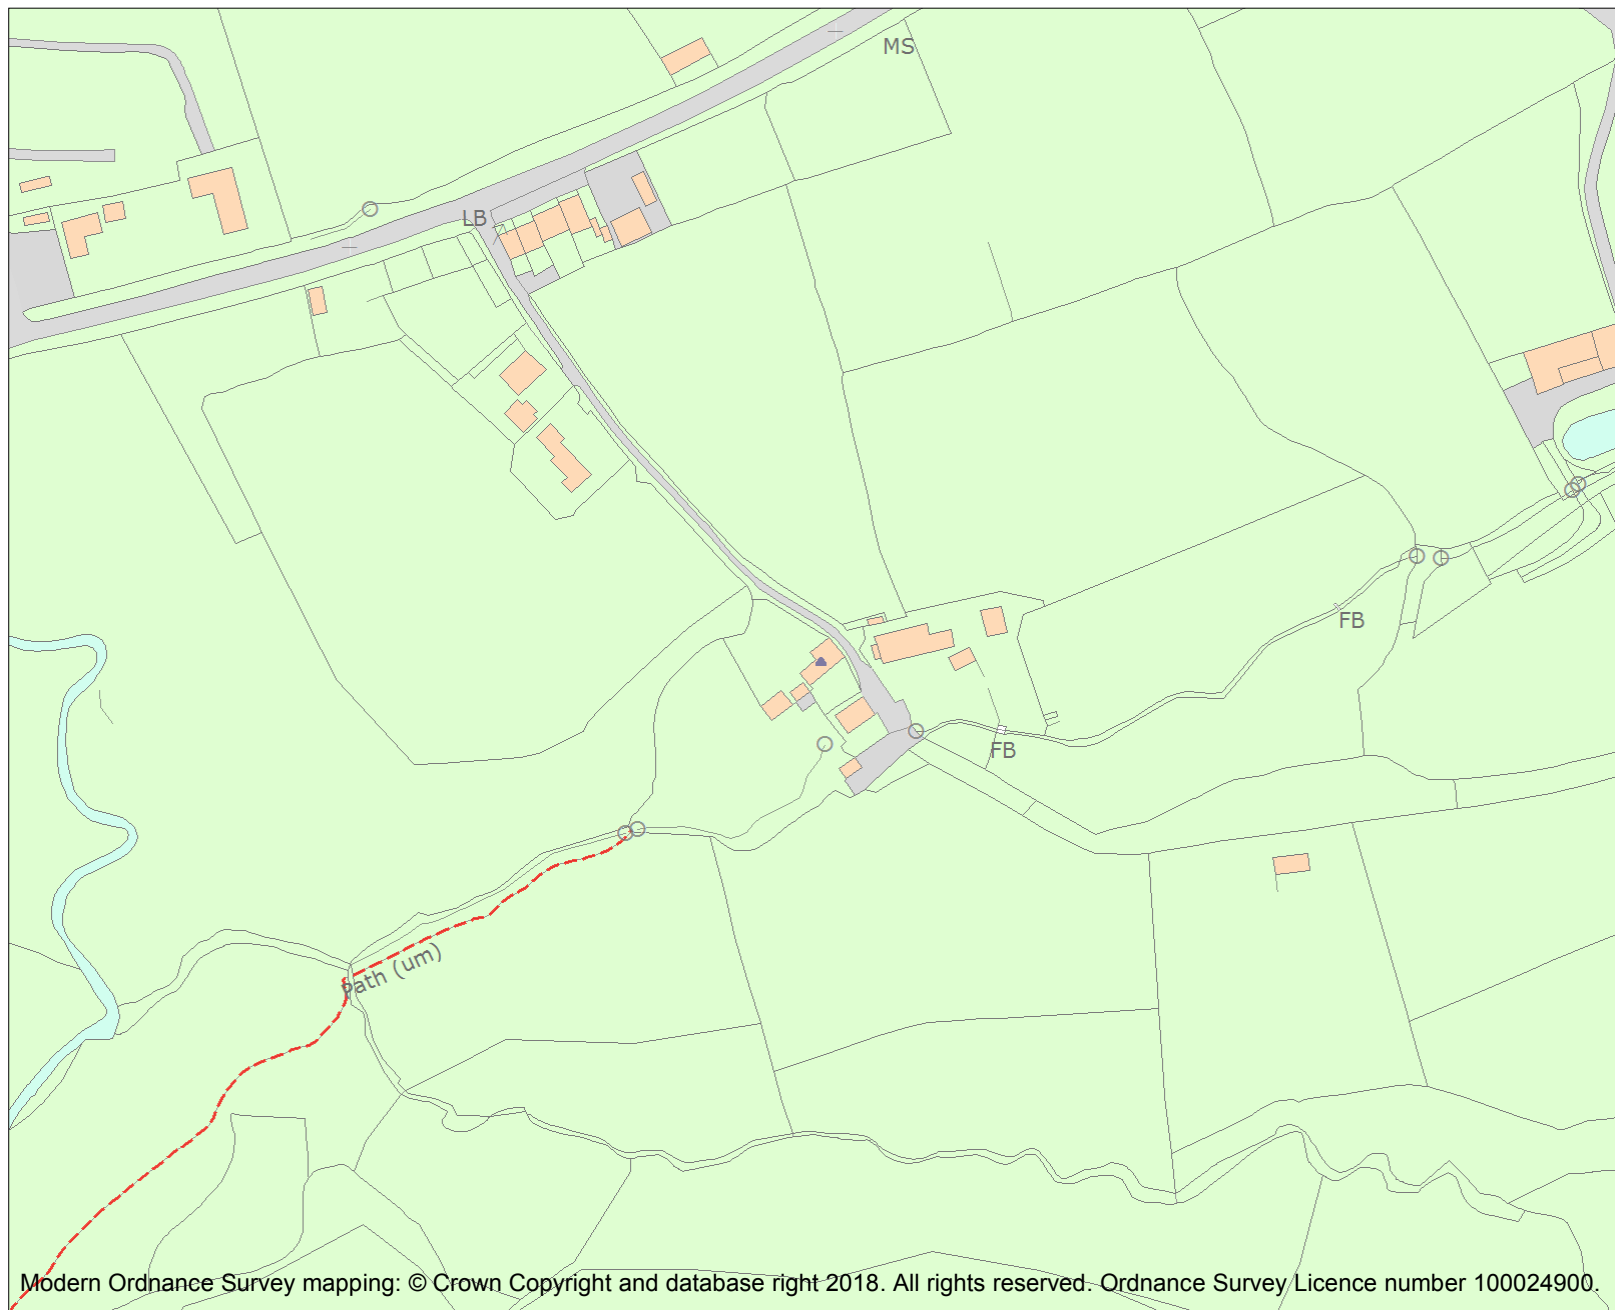 MS
LB
FB
FB
Path (um)
Modern Ordnance Survey mapping: © Crown Copyright and database right 2018. All rights reserved. Ordnance Survey Licence number 100024900.